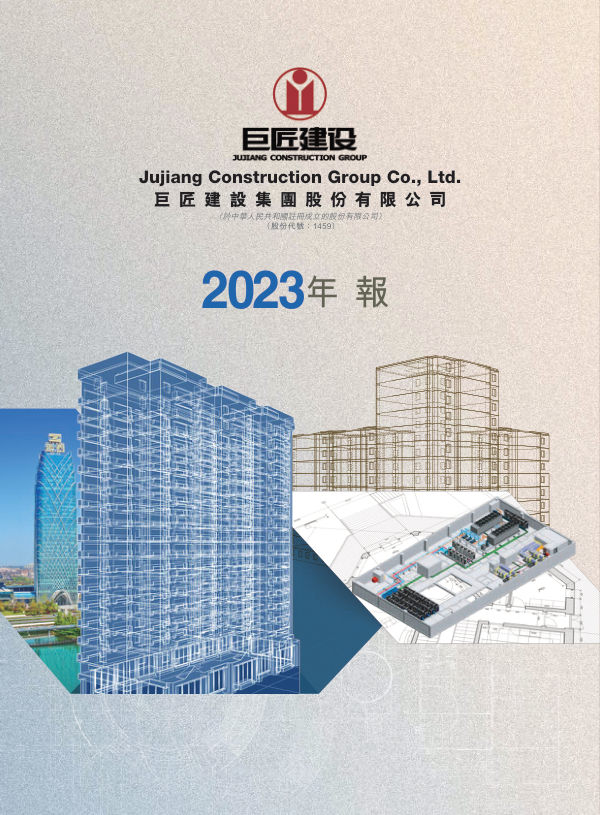 巨匠建设
JUJIANG CONSTRUCTION GROUP
Jujiang Construction Group Co., Ltd.
巨匠建設集團股份有限公司
（於中華人民共和國註冊成立的股份有限公司）
（股份代號：1459）
2023年報